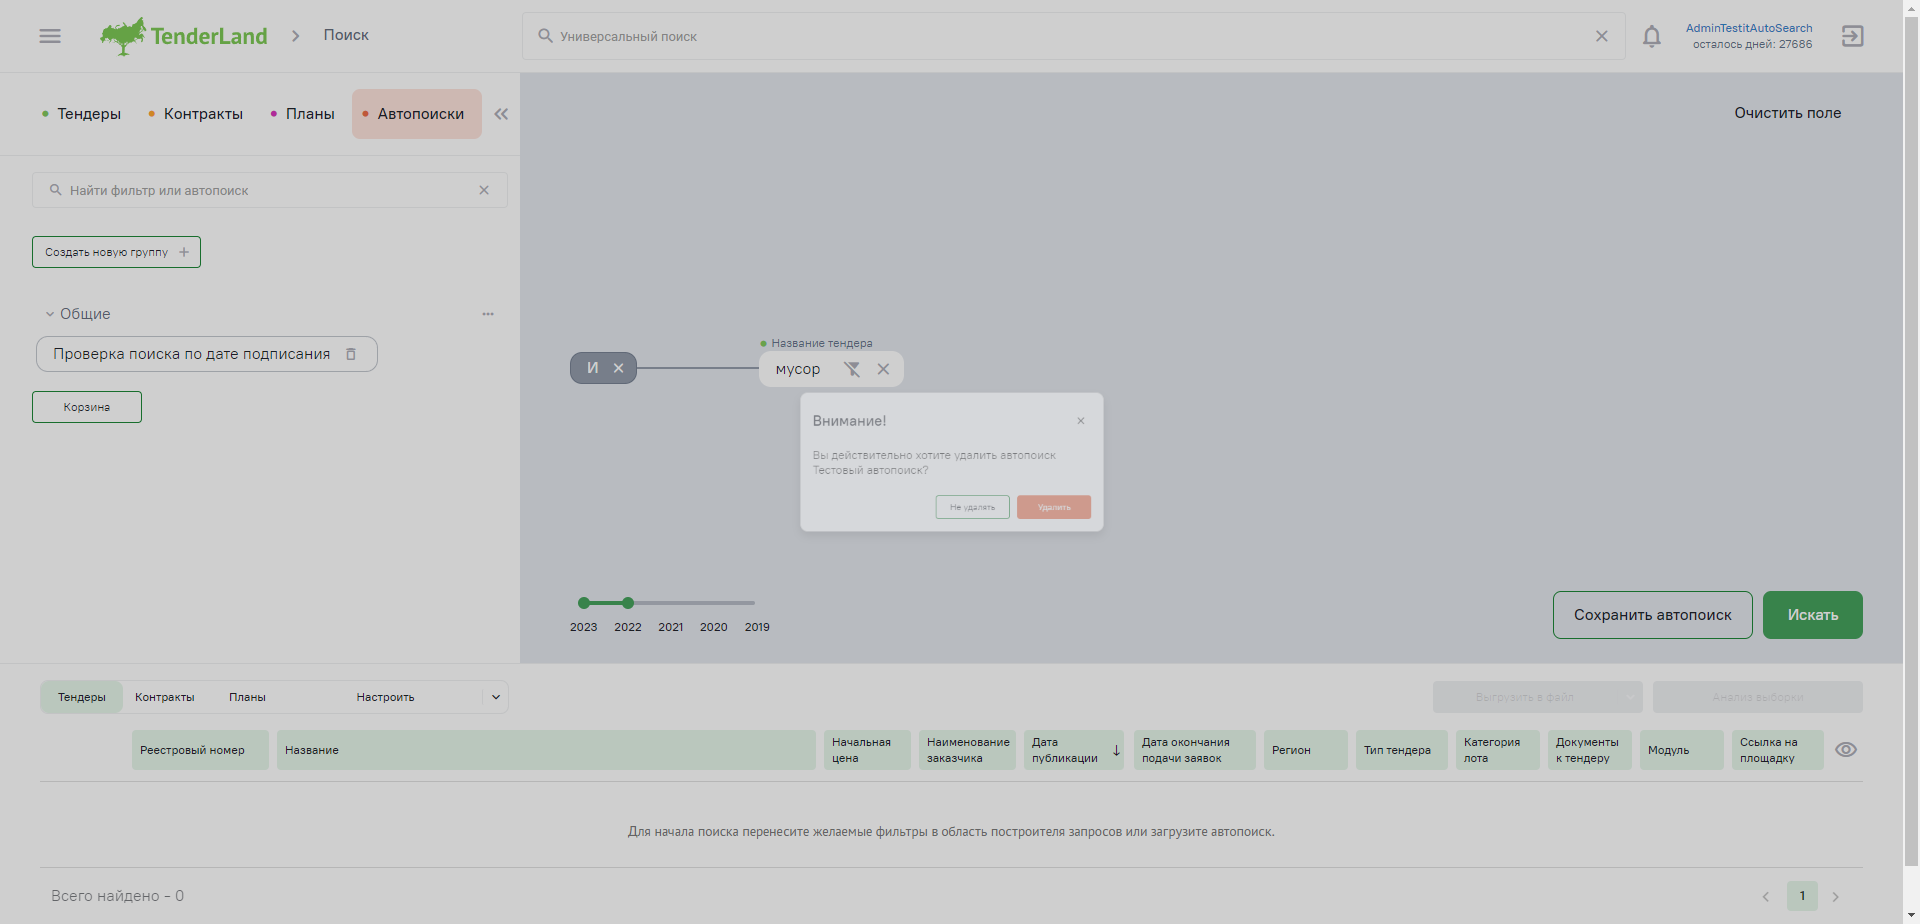 TenderLand
Поиск
Универсальный поиск
AdminTestitAutoSearch
осталось дней: 27686
Тендеры
Контракты
Планы
Автопоиски
Очистить поле
Найти фильтр или автопоиск
Создать новую группу
Общие
Проверка поиска по дате подписания
Корзина
Название тендера
И
мусор
Внимание!
Вы действительно хотите удалить автопоиск
Тестовый автопоиск?
Не удалять
Удалить
2023 2022 2021 2020 2019
Сохранить автопоиск
Искать
Тендеры
Контракты
Планы
Настроить
Выгрузить в файл
Анализ выборки
Реестровый номер
Название
Начальная
цена
Наименование
заказчика
Дата
публикации
Дата окончания
подачи заявок
Регион
Тип тендера
Категория
лота
Документы
к тендеру
Модуль
Ссылка на
площадку
Для начала поиска перенесите желаемые фильтры в область построителя запросов или загрузите автопоиск.
Всего найдено - 0
1